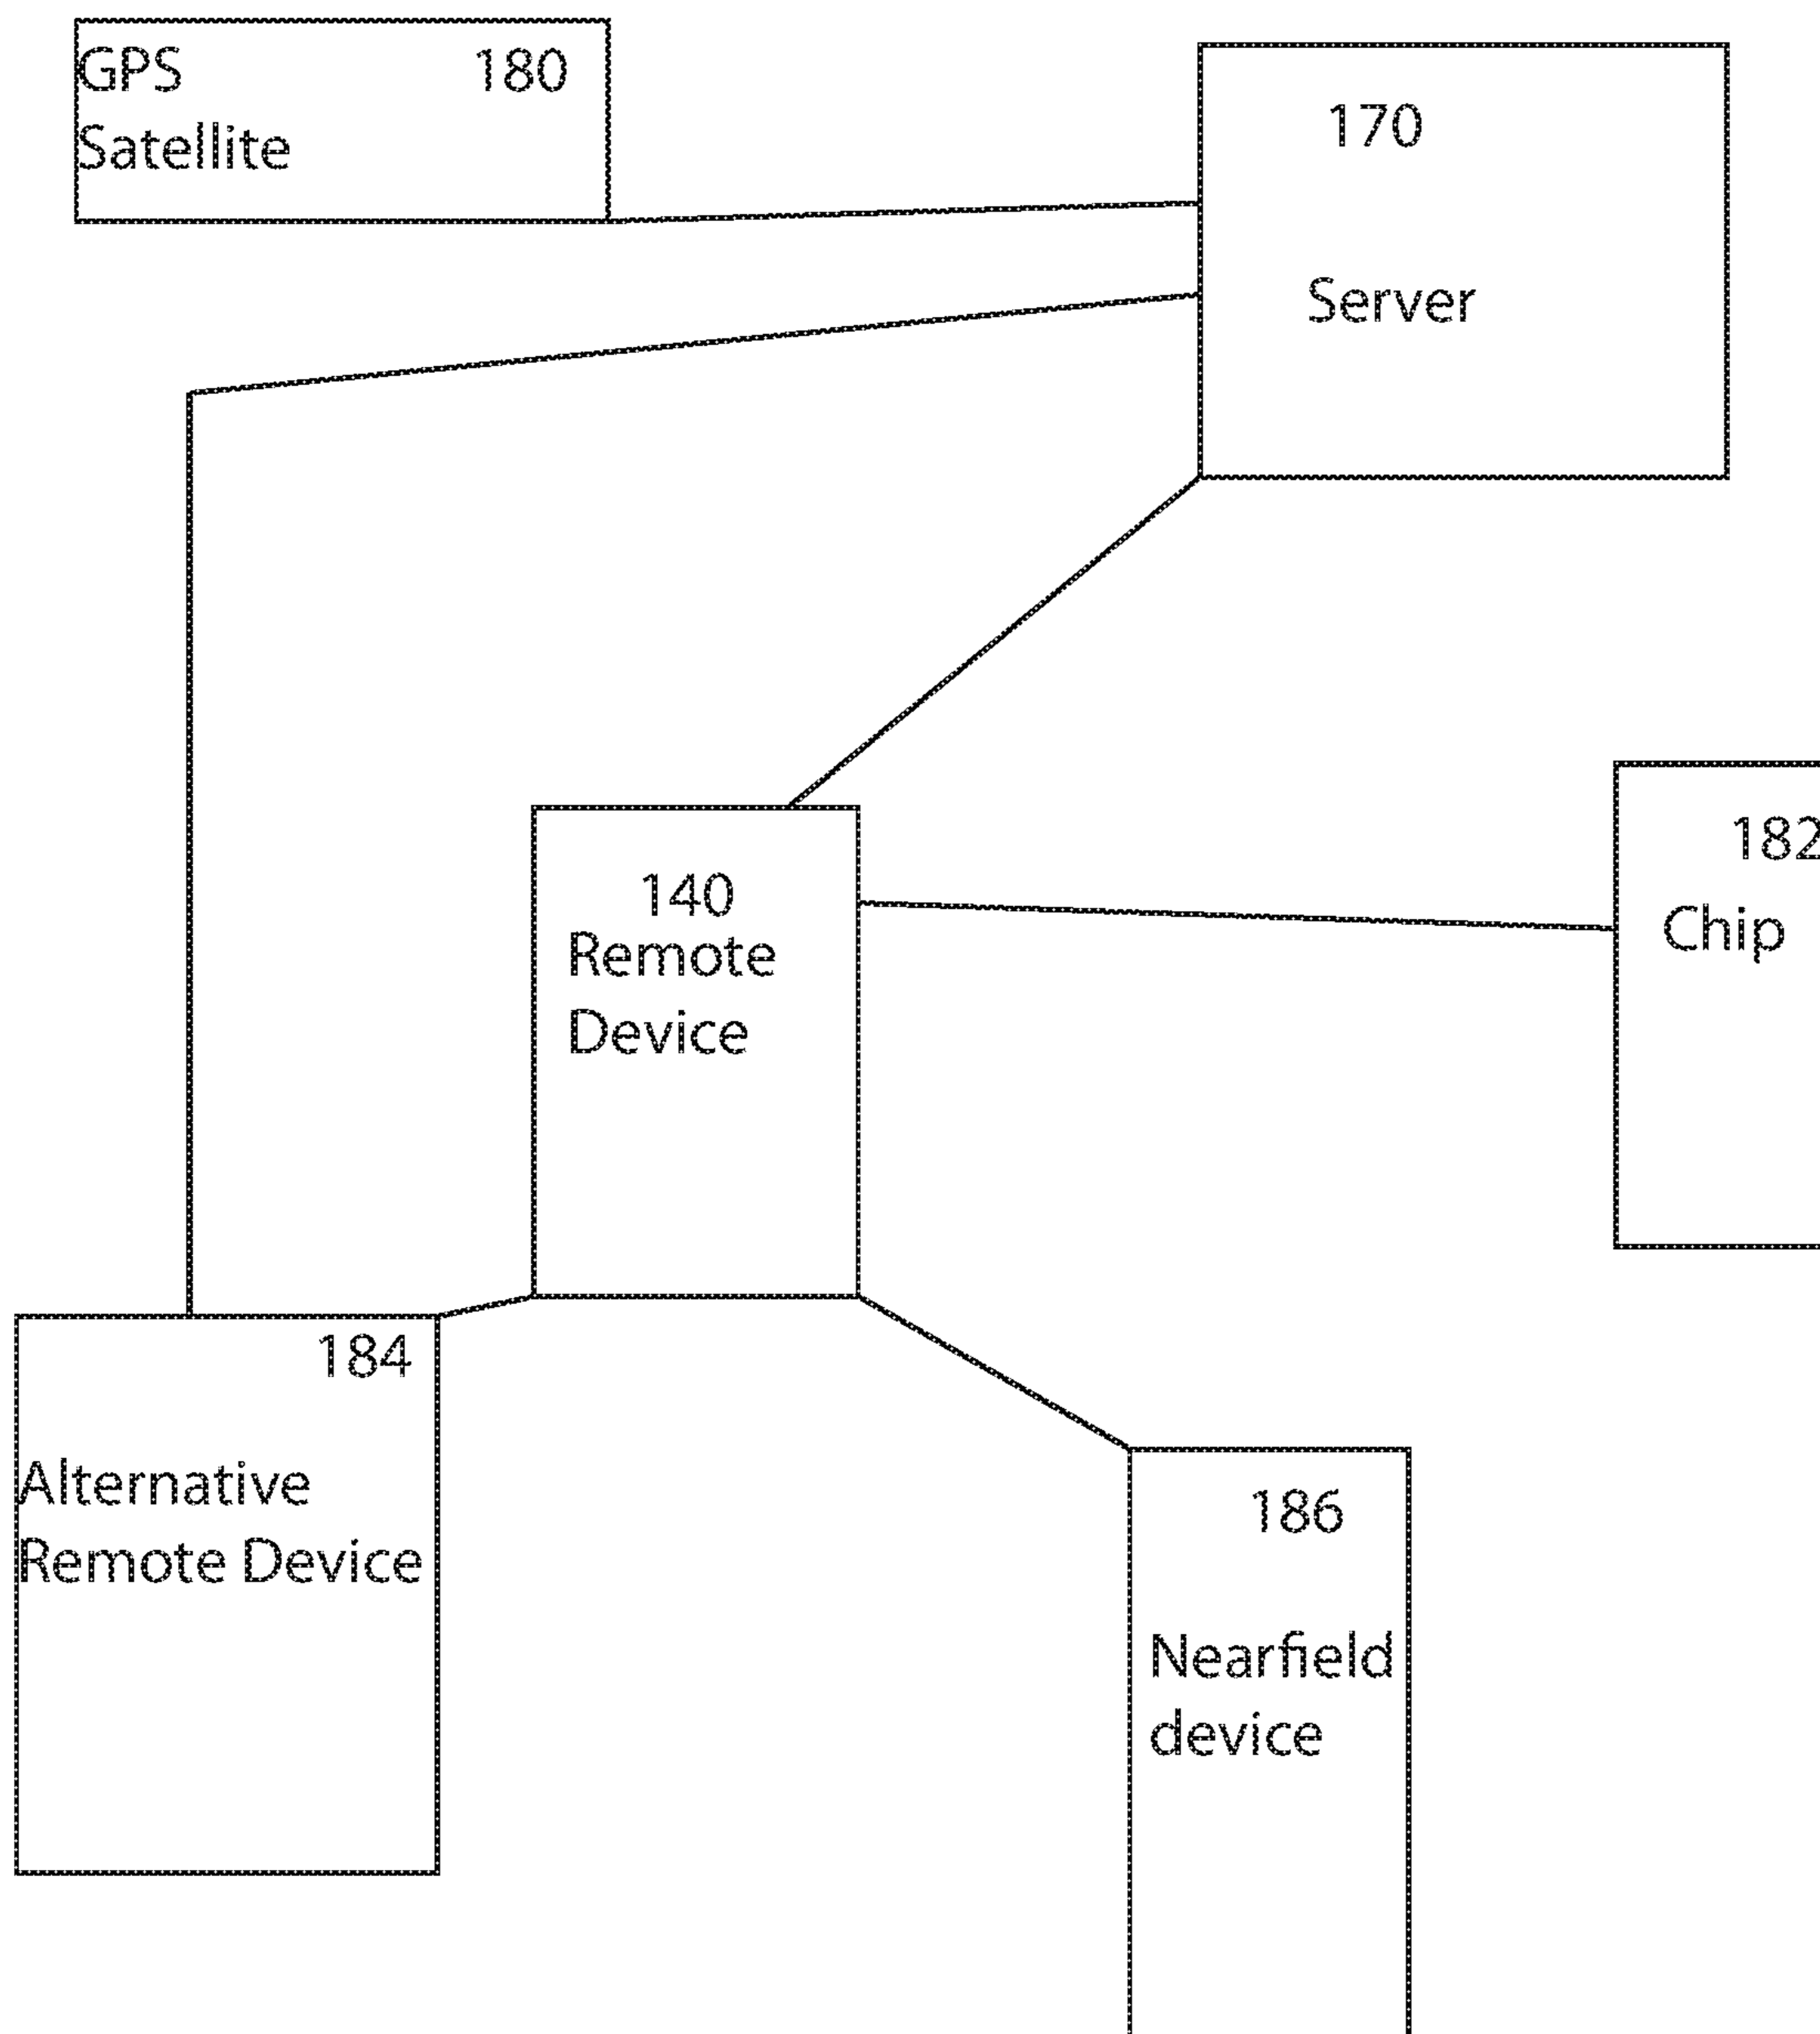 GPS 180
Satellite
170
Server
182
Chip
140
Remote
Device
184
Alternative
Remote Device
186
Nearfield
device